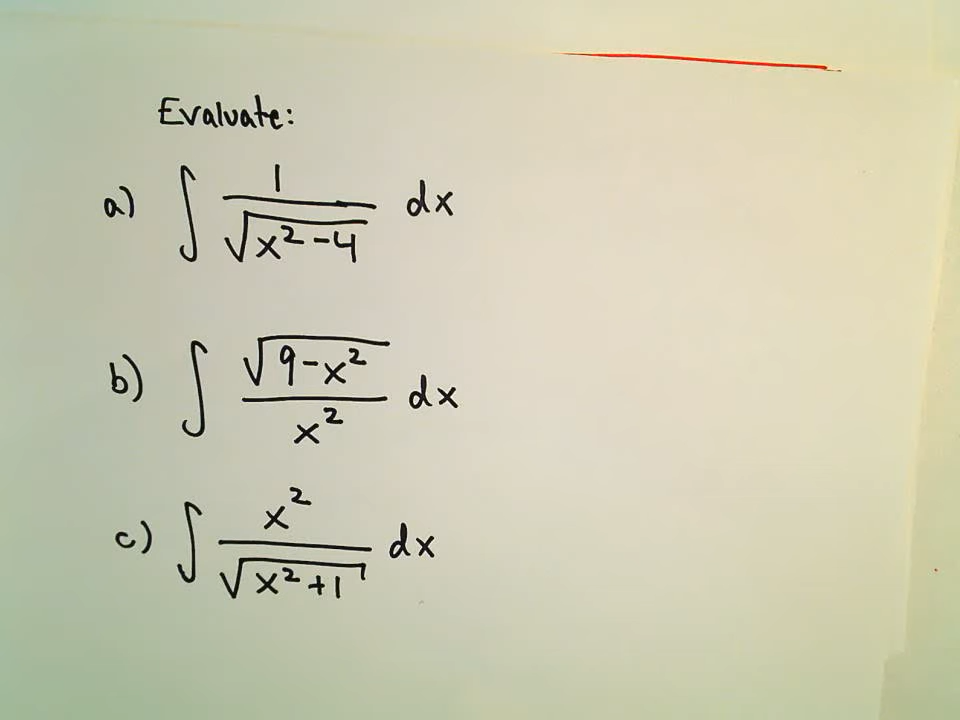 Evaluate:
a) ∫ 1/√(x²-4) dx
b) ∫ √(9-x²)/x² dx
c) ∫ x²/√(x²+1) dx